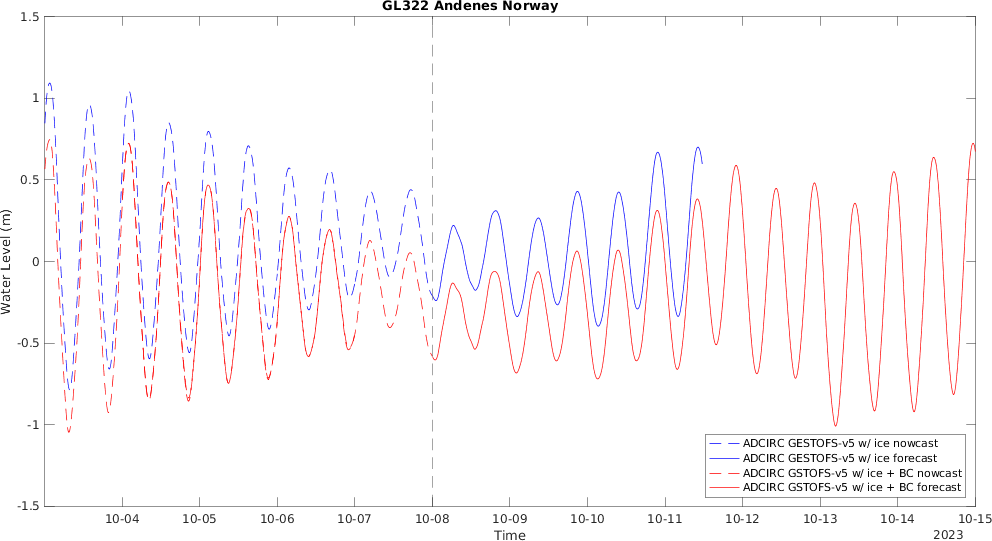 GL322 Andenes Norway
1.5
1
0.5
0
-0.5
-1
-1.5
Water Level (m)
10-04 10-05 10-06 10-07 10-08 10-09 10-10 10-11 10-12 10-13 10-14 10-15
Time
2023
ADCIRC GESTOFS-v5 w/ ice nowcast
ADCIRC GESTOFS-v5 w/ ice forecast
ADCIRC GSTOFS-v5 w/ ice + BC nowcast
ADCIRC GSTOFS-v5 w/ ice + BC forecast